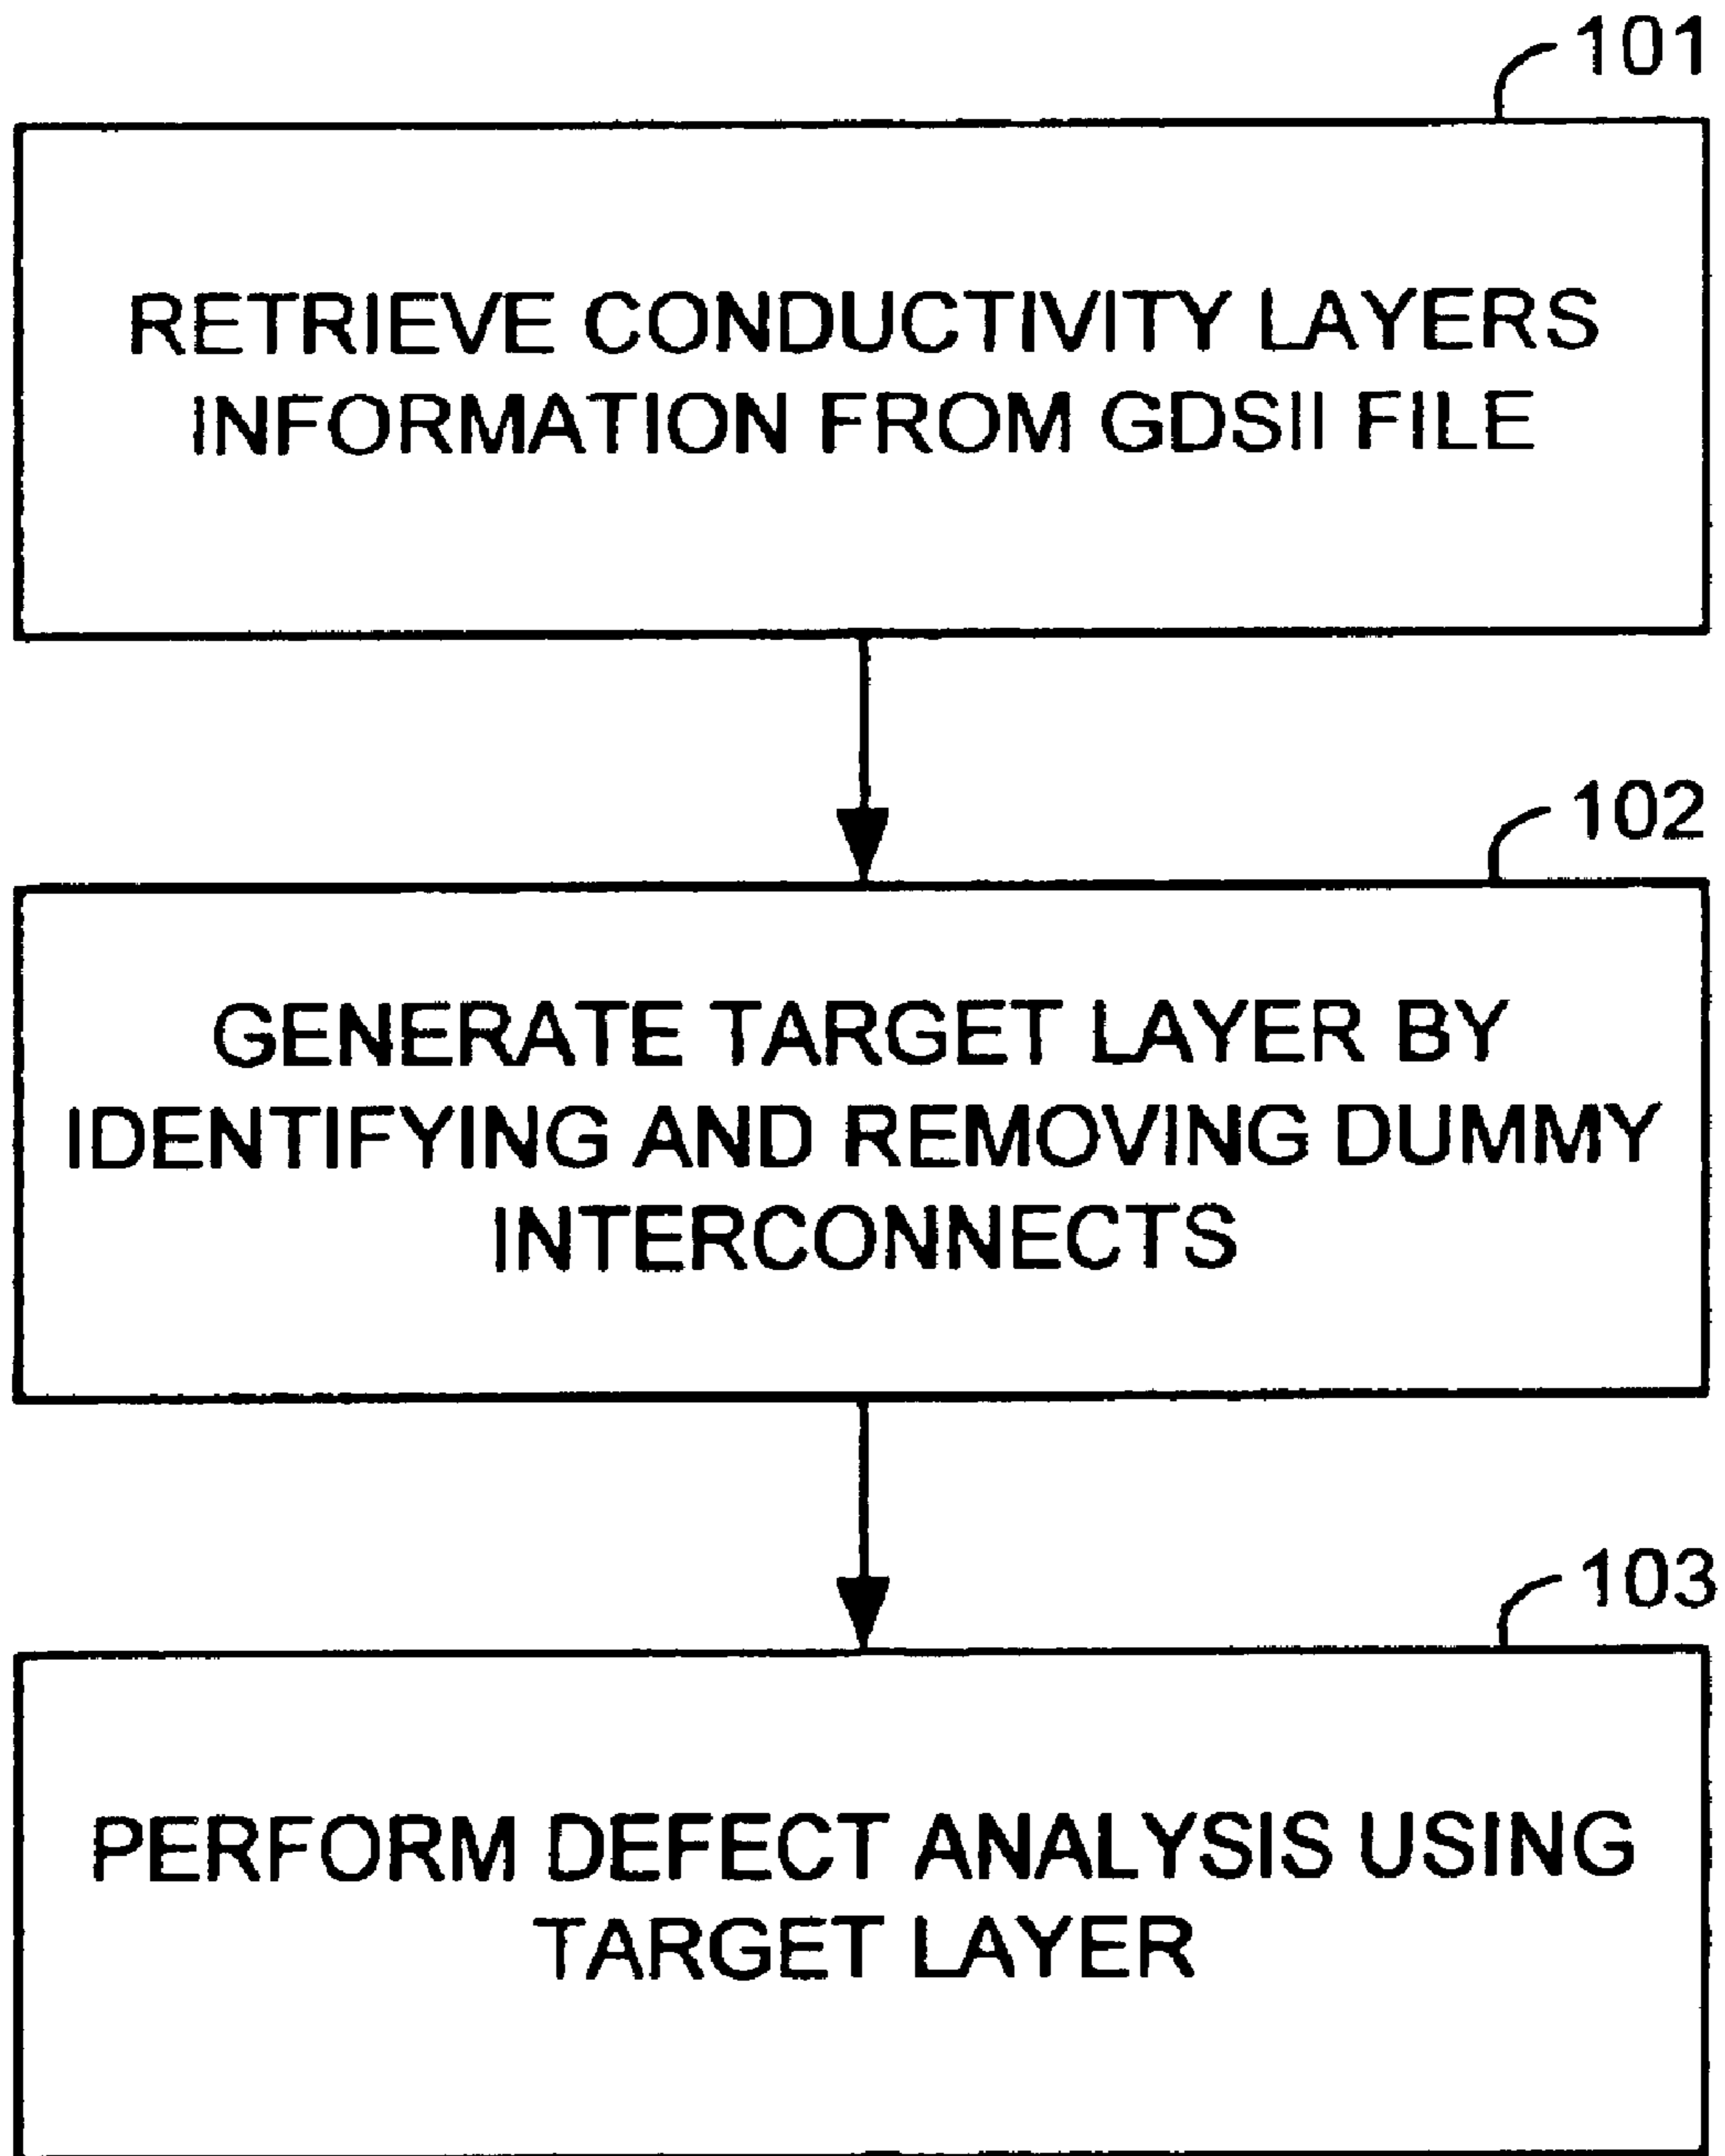 101
RETRIEVE CONDUCTIVITY LAYERS
INFORMATION FROM GDSII FILE
102
GENERATE TARGET LAYER BY
IDENTIFYING AND REMOVING DUMMY
INTERCONNECTS
103
PERFORM DEFECT ANALYSIS USING
TARGET LAYER